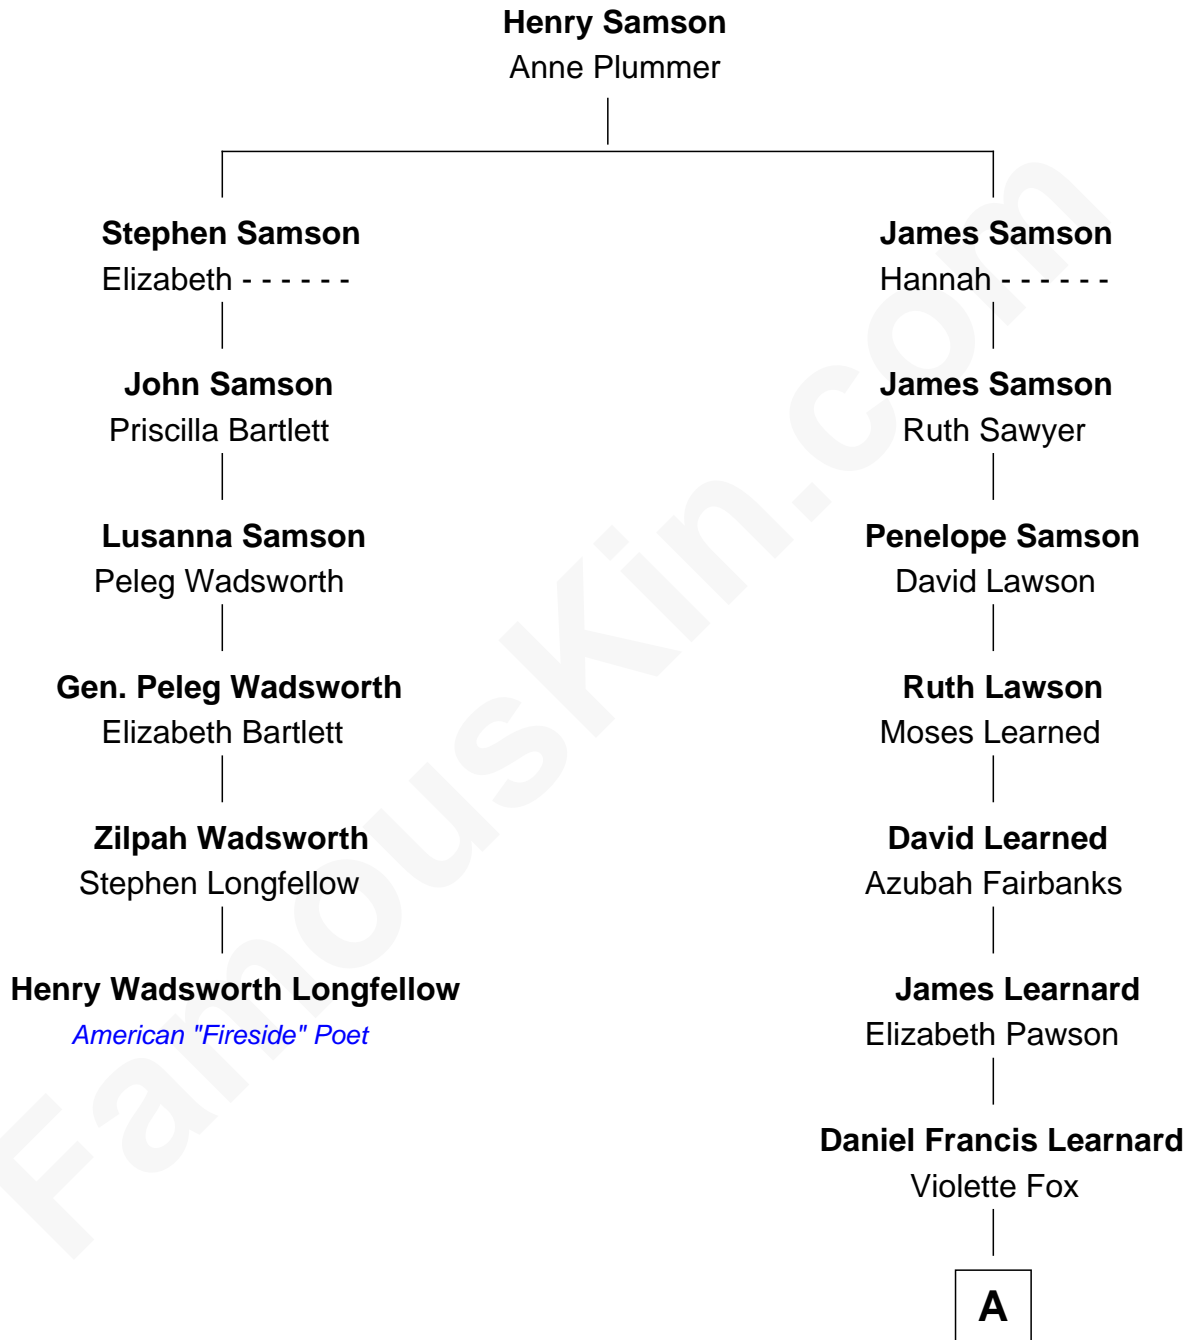 Henry Samson
Anne Plummer
Stephen Samson
Elizabeth - - - - - -
James Samson
Hannah - - - - - -
John Samson
Priscilla Bartlett
James Samson
Ruth Sawyer
Lusanna Samson
Peleg Wadsworth
Penelope Samson
David Lawson
Gen. Peleg Wadsworth
Elizabeth Bartlett
Ruth Lawson
Moses Learned
Zilpah Wadsworth
Stephen Longfellow
David Learned
Azubah Fairbanks
Henry Wadsworth Longfellow
American "Fireside" Poet
James Learnard
Elizabeth Pawson
Daniel Francis Learnard
Violette Fox
A
FamousKin.com